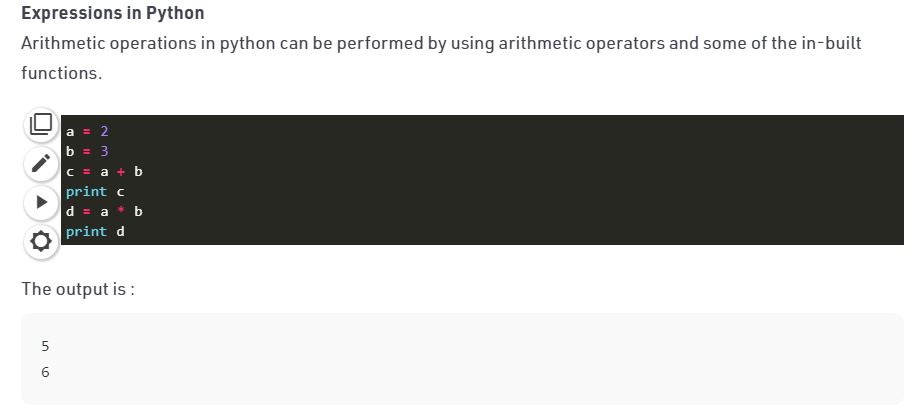 Expressions in Python
Arithmetic operations in python can be performed by using arithmetic operators and some of the in-built
functions.
a = 2
b = 3
c = a + b
print c
d = a * b
print d
The output is :
5
6